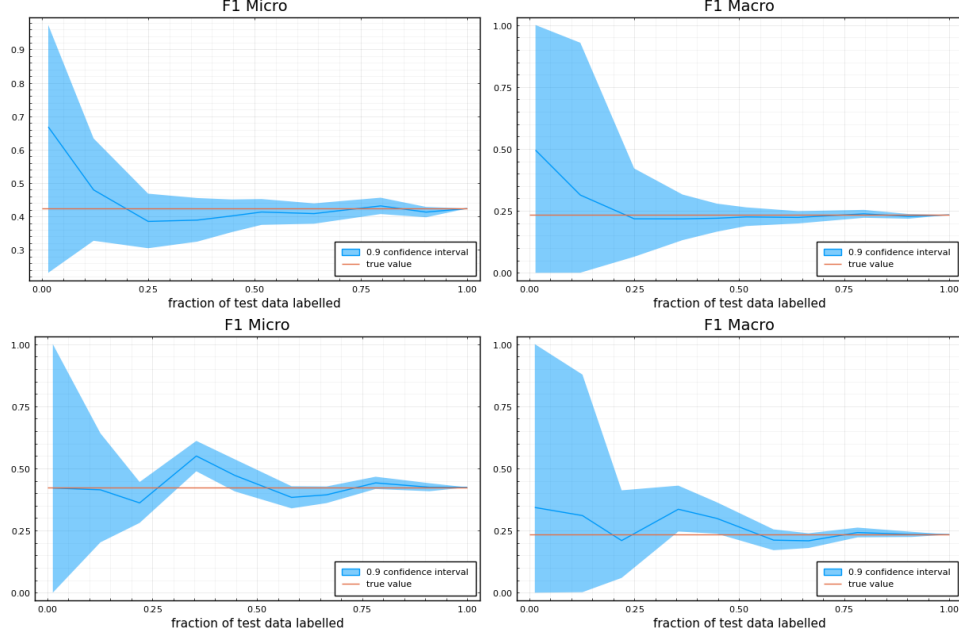 F1 Micro
0.9
0.8
0.7
0.6
0.5
0.4
0.3
0.00
0.25
0.50
0.75
1.00
0.9 confidence interval
true value
fraction of test data labelled
F1 Macro
1.00
0.75
0.50
0.25
0.00
0.00
0.25
0.50
0.75
1.00
0.9 confidence interval
true value
fraction of test data labelled
F1 Micro
1.00
0.75
0.50
0.25
0.00
0.00
0.25
0.50
0.75
1.00
0.9 confidence interval
true value
fraction of test data labelled
F1 Macro
1.00
0.75
0.50
0.25
0.00
0.00
0.25
0.50
0.75
1.00
0.9 confidence interval
true value
fraction of test data labelled